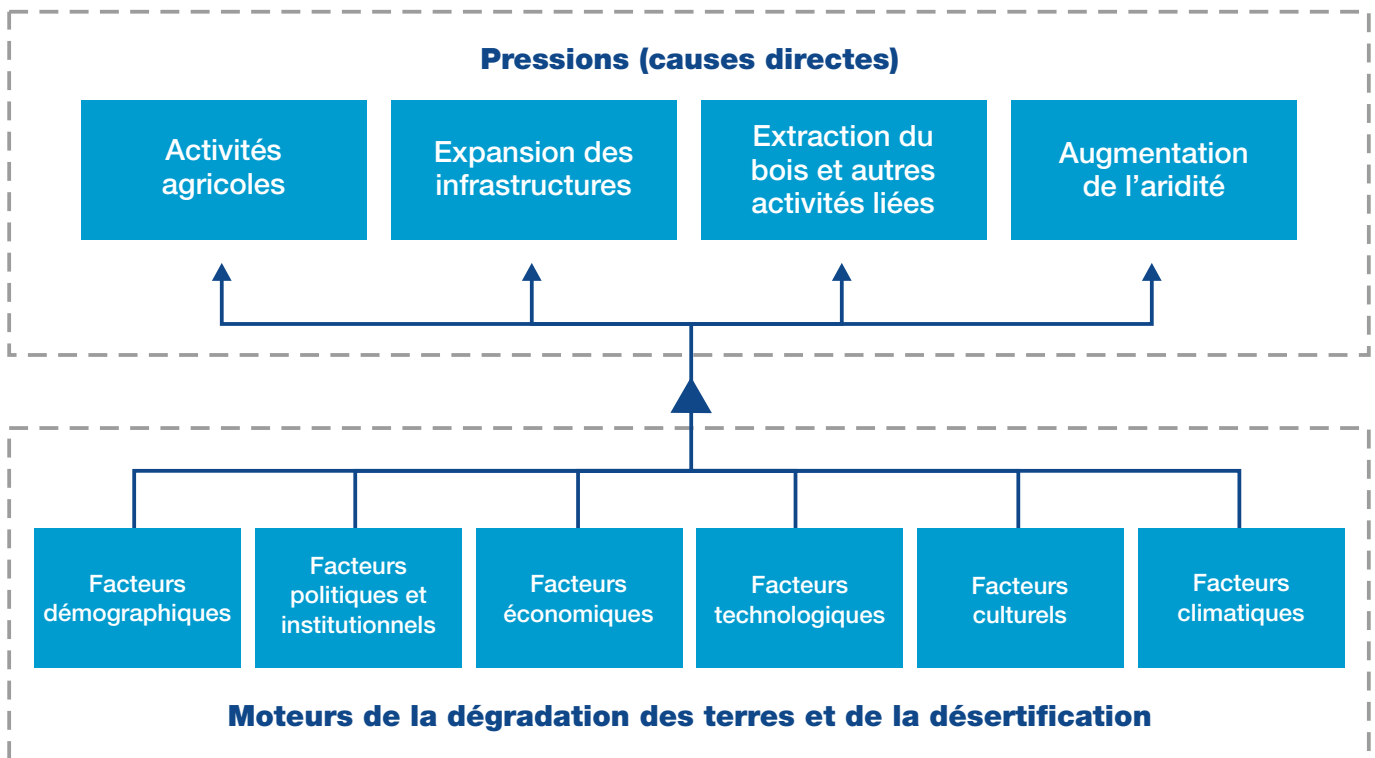 Pressions (causes directes)
Activités
agricoles
Expansion des
infrastructures
Extraction du
bois et autres
activités liées
Augmentation
de l’aridité
Facteurs
démographiques
Facteurs
politiques et
institutionnels
Facteurs
économiques
Facteurs
technologiques
Facteurs
culturels
Facteurs
climatiques
Moteurs de la dégradation des terres et de la désertification